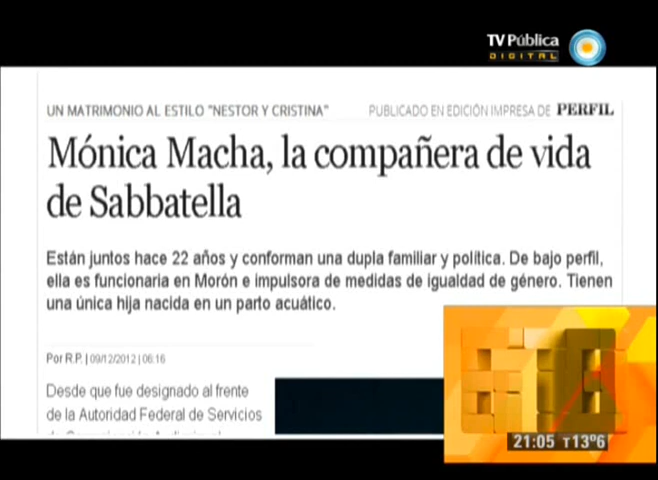 TV Pública
DIGITAL
UN MATRIMONIO AL ESTILO "NESTOR Y CRISTINA"
PUBLICADO EN EDICIÓN IMPRESA DE PERFIL
Mónica Macha, la compañera de vida
de Sabbatella
Están juntos hace 22 años y conforman una dupla familiar y política. De bajo perfil,
ella es funcionaria en Morón e impulsora de medidas de igualdad de género. Tienen
una única hija nacida en un parto acuático.
Por R.P. | 09/12/2012 | 06:16
Desde que fue designado al frente
de la Autoridad Federal de Servicios
21:05 T13°6